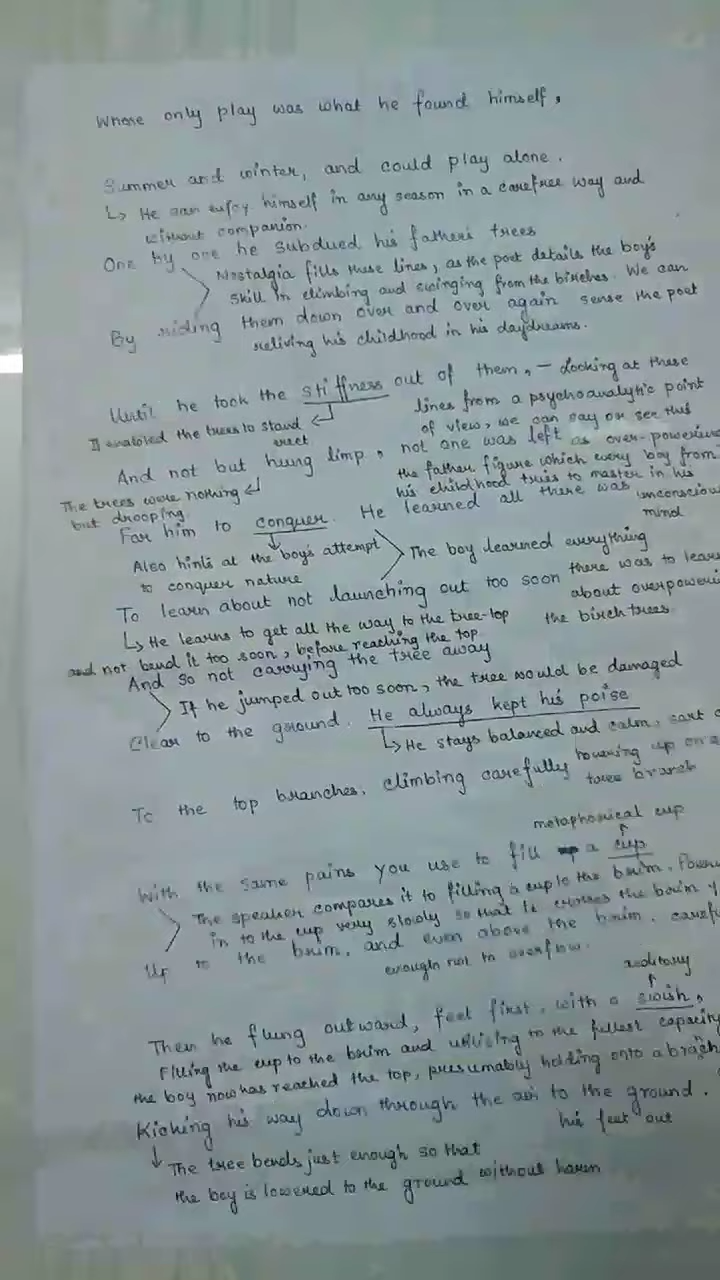 Where only play was what he found himself,
Summer and winter, and could play alone.
↳ He can enjoy himself in any season in a carefree way and
without companion.
One by one he subdued his father's trees
Nostalgia fills these lines, as the poet details the boy's
skill in climbing and swinging from the birches. We can
By riding them down over and over again sense the poet
reliving his childhood in his daydreams.
Until he took the stiffness out of them, — Looking at these
It enabled the trees to stand
erect
lines from a psychoanalytic point
of view, we can say or see this
And not but hung limp, not one was left as over-powering
The trees were nothing
but drooping.
the father figure which every boy from
his childhood tries to master in his
unconscious
mind
For him to conquer. He learned all there was
Also hints at the boy's attempt
to conquer nature
The boy learned everything
there was to learn
about overpowering
the birch trees.
To learn about not launching out too soon
↳ He learns to get all the way to the tree-top
and not bend it too soon, before reaching the top
And so not carrying the tree away
If he jumped out too soon, the tree would be damaged
Clear to the ground. He always kept his poise
↳ He stays balanced and calm,
hovering up on a
tree branch
To the top branches, climbing carefully
metaphorical cup
With the same pains you use to fill a cup
The speaker compares it to filling a cup to the brim.
in to the cup very slowly so that it crosses the brim
Up to the brim, and even above the brim.
enough not to overflow.
auditory
Then he flung outward, feet first, with a swish,
Filling the cup to the brim and utilising to the fullest capacity
the boy now has reached the top, presumably holding onto a branch
Kicking his way down through the air to the ground.
his feet out
↓ The tree bends just enough so that
the boy is lowered to the ground without harm